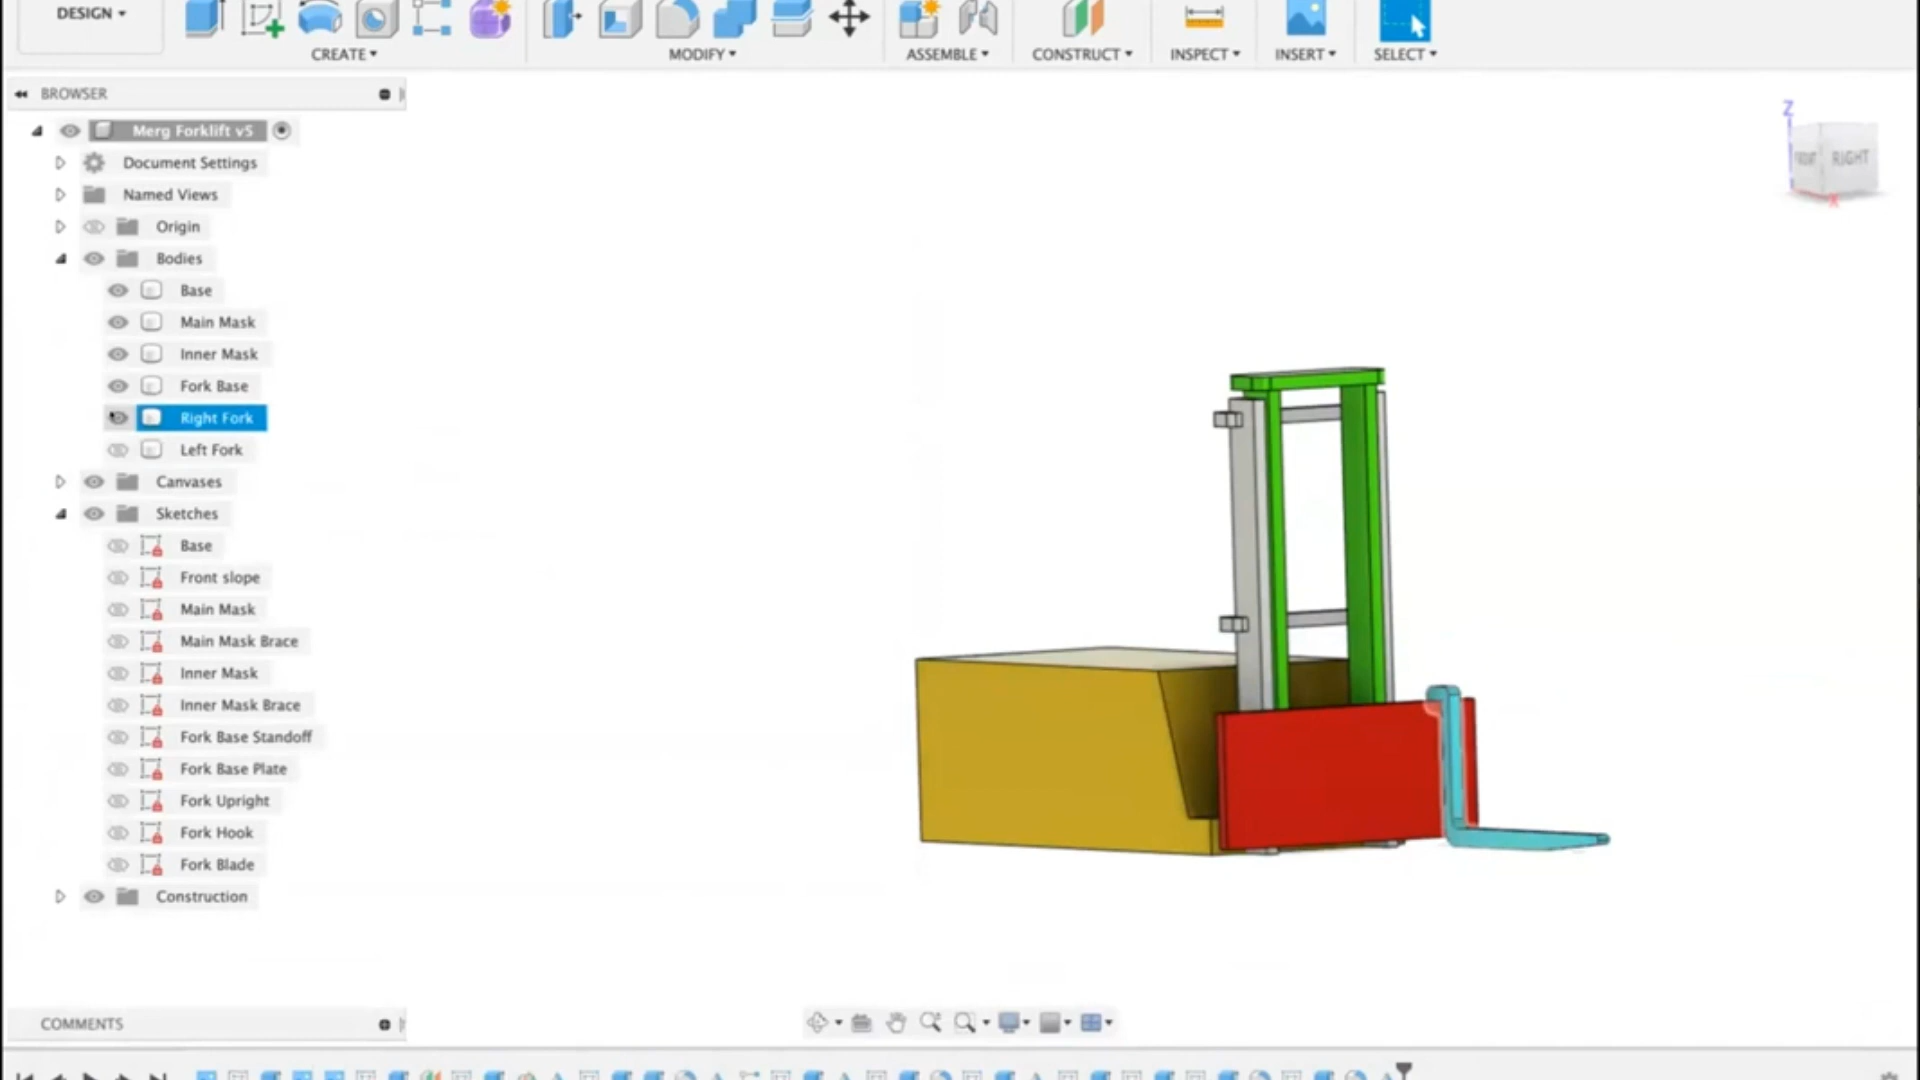 DESIGN
CREATE
MODIFY
ASSEMBLE
CONSTRUCT
INSPECT
INSERT
SELECT
BROWSER
Merg Forklift v5
Document Settings
Named Views
Origin
Bodies
Base
Main Mask
Inner Mask
Fork Base
Right Fork
Left Fork
Canvases
Sketches
Base
Front slope
Main Mask
Main Mask Brace
Inner Mask
Inner Mask Brace
Fork Base Standoff
Fork Base Plate
Fork Upright
Fork Hook
Fork Blade
Construction
COMMENTS
Z
FRONT
RIGHT
X